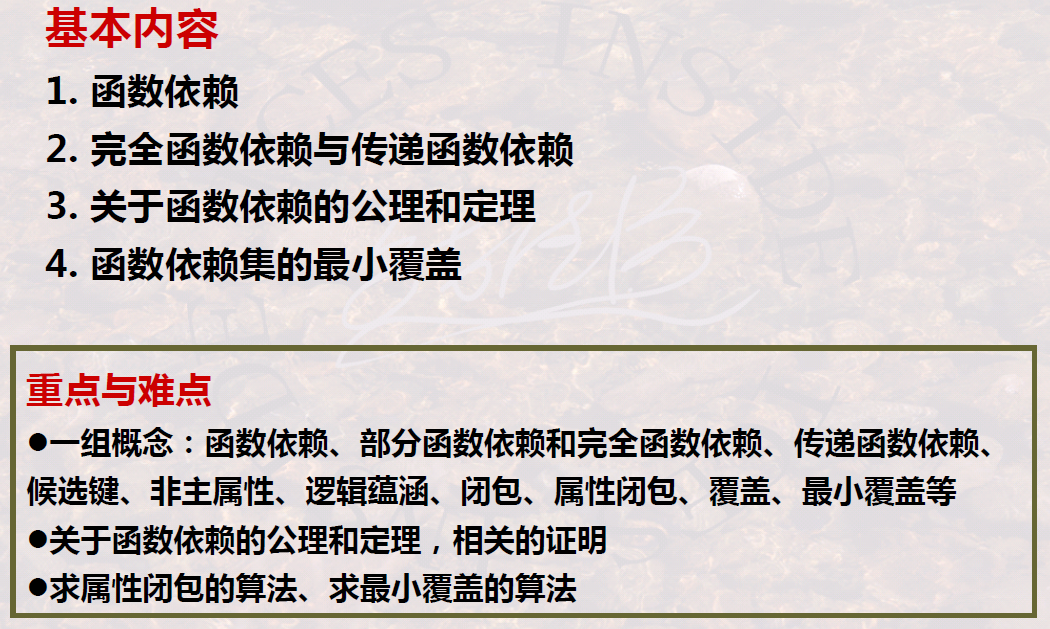 基本内容
1. 函数依赖
2. 完全函数依赖与传递函数依赖
3. 关于函数依赖的公理和定理
4. 函数依赖集的最小覆盖
重点与难点
●一组概念：函数依赖、部分函数依赖和完全函数依赖、传递函数依赖、
候选键、非主属性、逻辑蕴涵、闭包、属性闭包、覆盖、最小覆盖等
●关于函数依赖的公理和定理，相关的证明
●求属性闭包的算法、求最小覆盖的算法